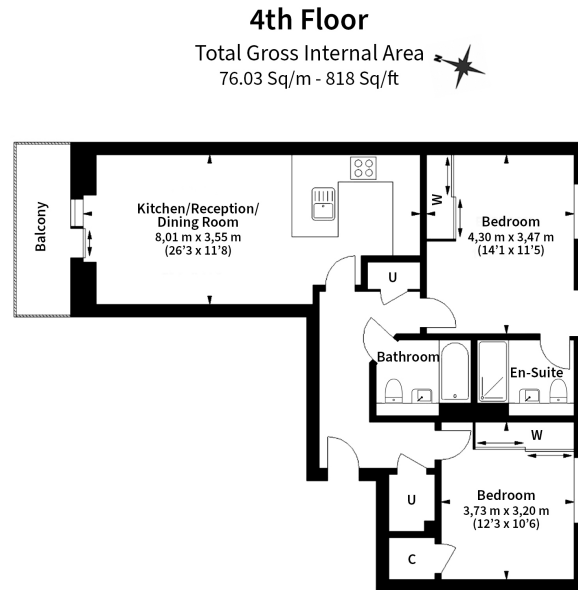 4th Floor
Total Gross Internal Area
76.03 Sq/m - 818 Sq/ft
N
Balcony
Kitchen/Reception/
Dining Room
8,01 m x 3,55 m
(26'3 x 11'8)
W
Bedroom
4,30 m x 3,47 m
(14'1 x 11'5)
U
Bathroom
En-Suite
W
Bedroom
3,73 m x 3,20 m
(12'3 x 10'6)
U
C